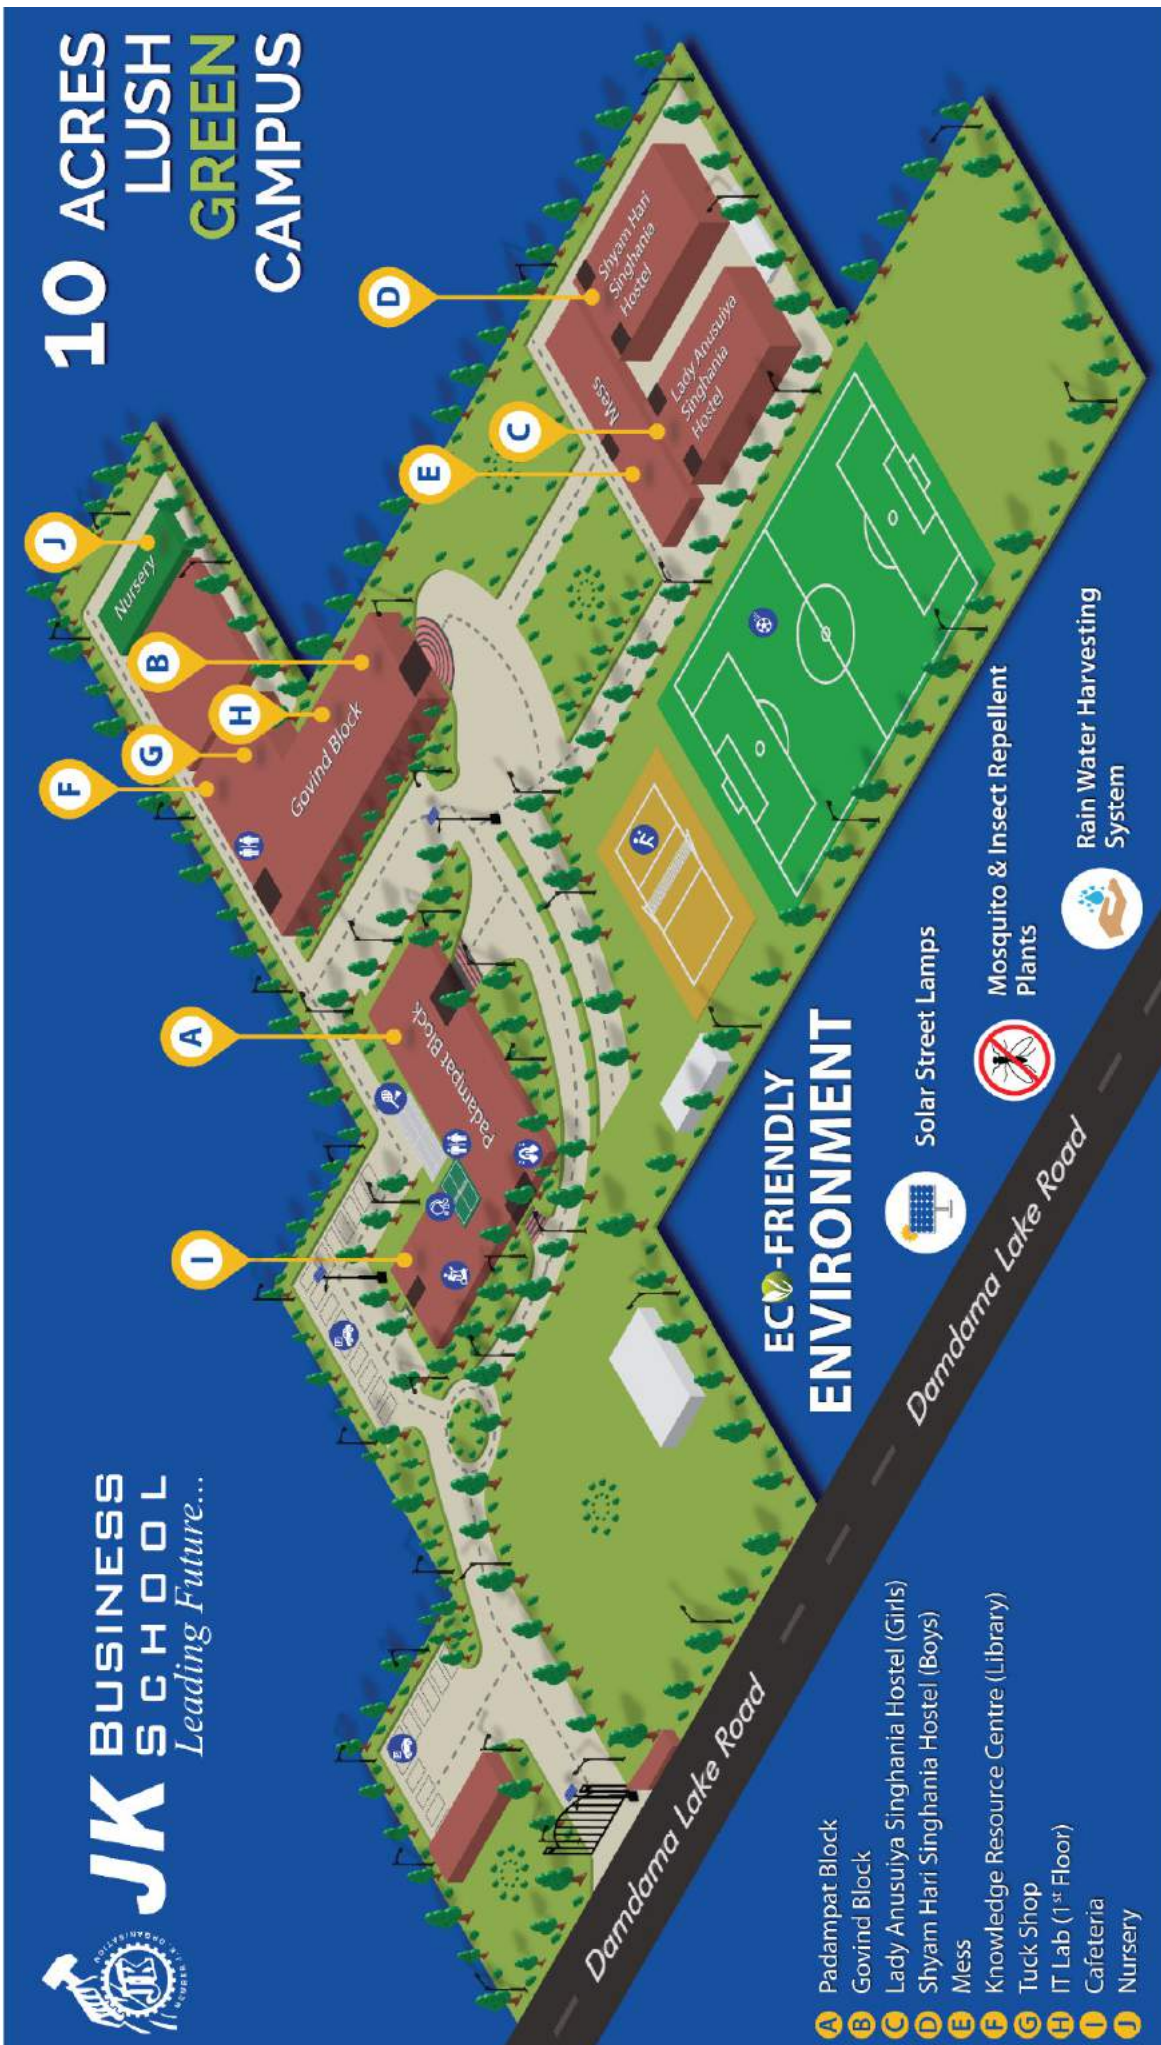 JK BUSINESS
SCHOOL
Leading Future...
JK
MEMBER J.K. ORGANISATION
10 ACRES
LUSH
GREEN
CAMPUS
J
F
G
H
B
D
E
C
A
I
Nursery
Govind Block
Padampat Block
Mess
Shyam Hari
Singhania
Hostel
Lady Anusuiya
Singhania
Hostel
ECO-FRIENDLY
ENVIRONMENT
Solar Street Lamps
Mosquito & Insect Repellent
Plants
Rain Water Harvesting
System
Damdama Lake Road
Damdama Lake Road
A Padampat Block
B Govind Block
C Lady Anusuiya Singhania Hostel (Girls)
D Shyam Hari Singhania Hostel (Boys)
E Mess
F Knowledge Resource Centre (Library)
G Tuck Shop
H IT Lab (1st Floor)
I Cafeteria
J Nursery